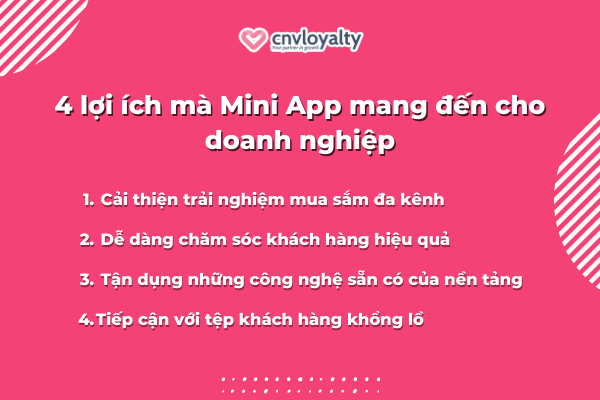 cnvloyalty
Your partner in growth
4 lợi ích mà Mini App mang đến cho
doanh nghiệp
1. Cải thiện trải nghiệm mua sắm đa kênh
2. Dễ dàng chăm sóc khách hàng hiệu quả
3. Tận dụng những công nghệ sẵn có của nền tảng
4.Tiếp cận với tệp khách hàng khổng lồ